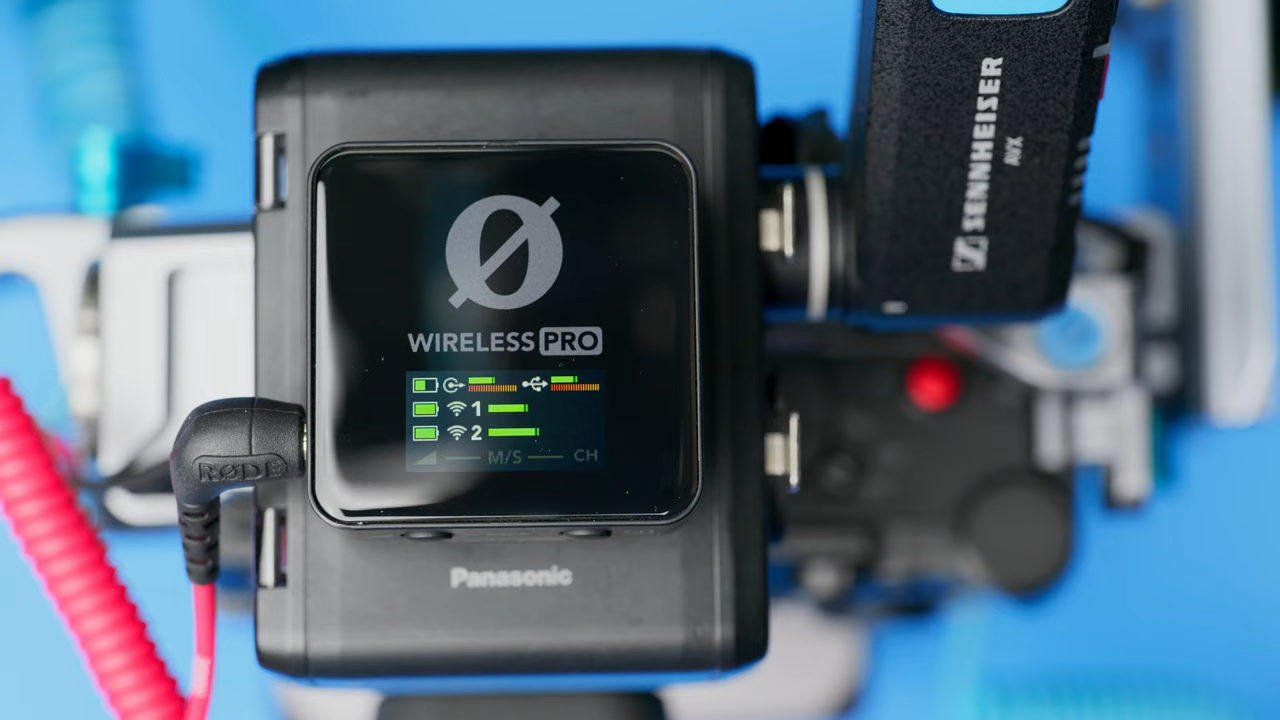 WIRELESS PRO
1
2
M/S CH
Panasonic
RØDE
SENNHEISER
AVX